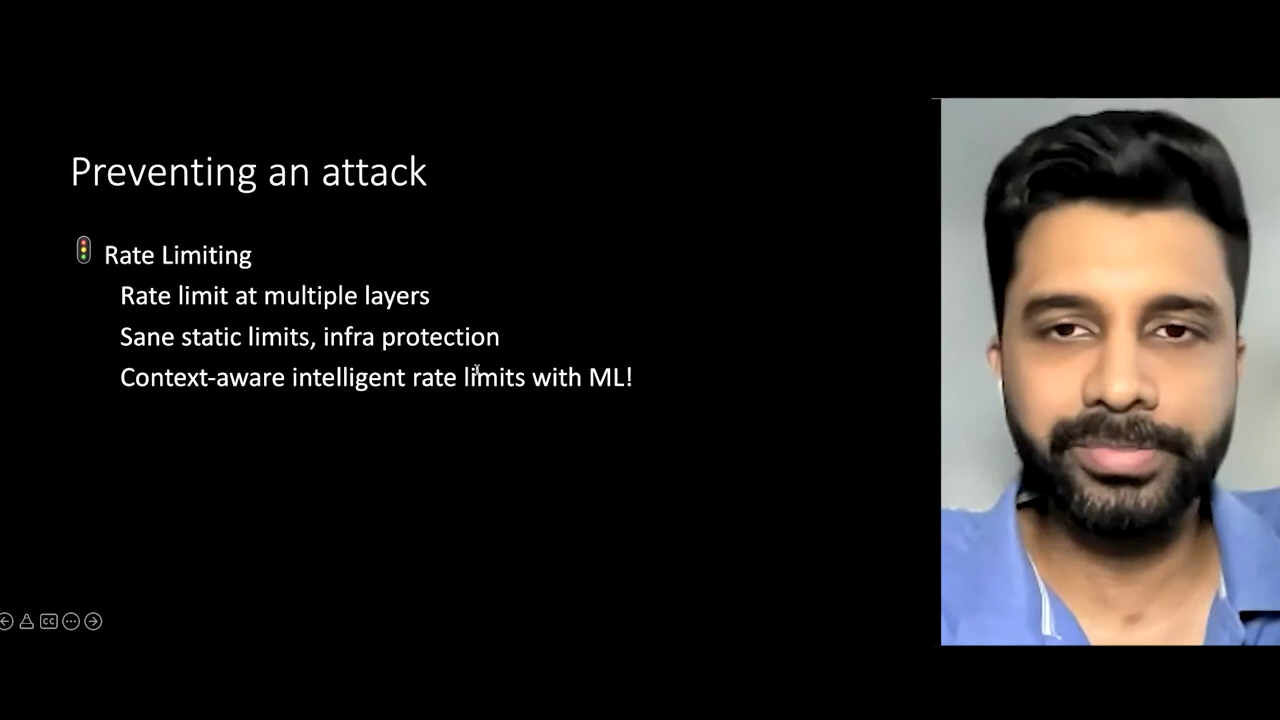 Preventing an attack
Rate Limiting
Rate limit at multiple layers
Sane static limits, infra protection
Context-aware intelligent rate limits with ML!
CC